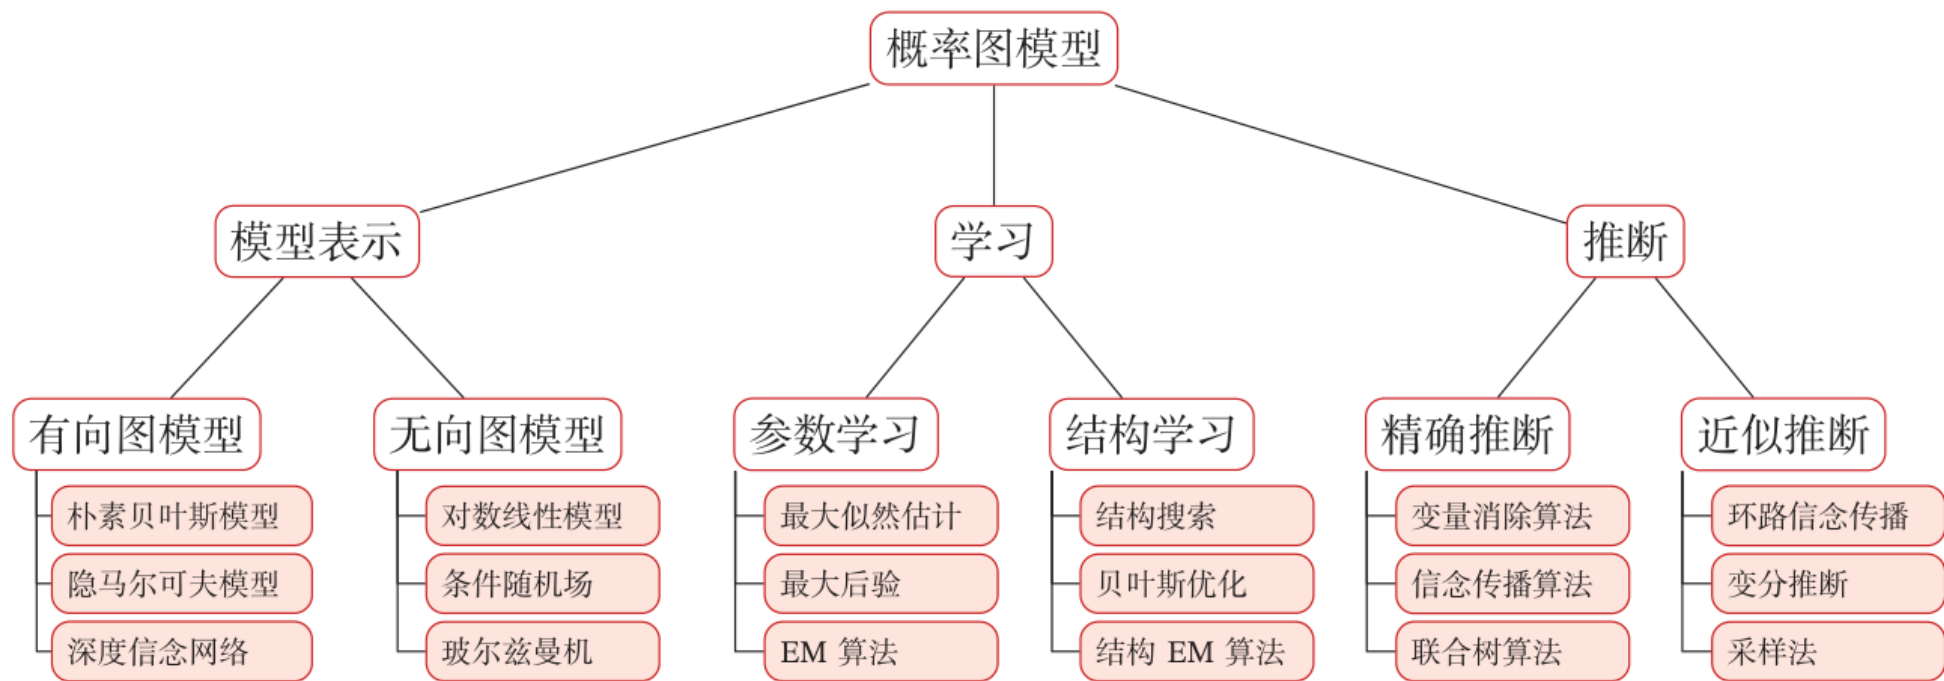 概率图模型
模型表示
学习
推断
有向图模型
无向图模型
参数学习
结构学习
精确推断
近似推断
朴素贝叶斯模型
对数线性模型
最大似然估计
结构搜索
变量消除算法
环路信念传播
隐马尔可夫模型
条件随机场
最大后验
贝叶斯优化
信念传播算法
变分推断
深度信念网络
玻尔兹曼机
EM 算法
结构 EM 算法
联合树算法
采样法